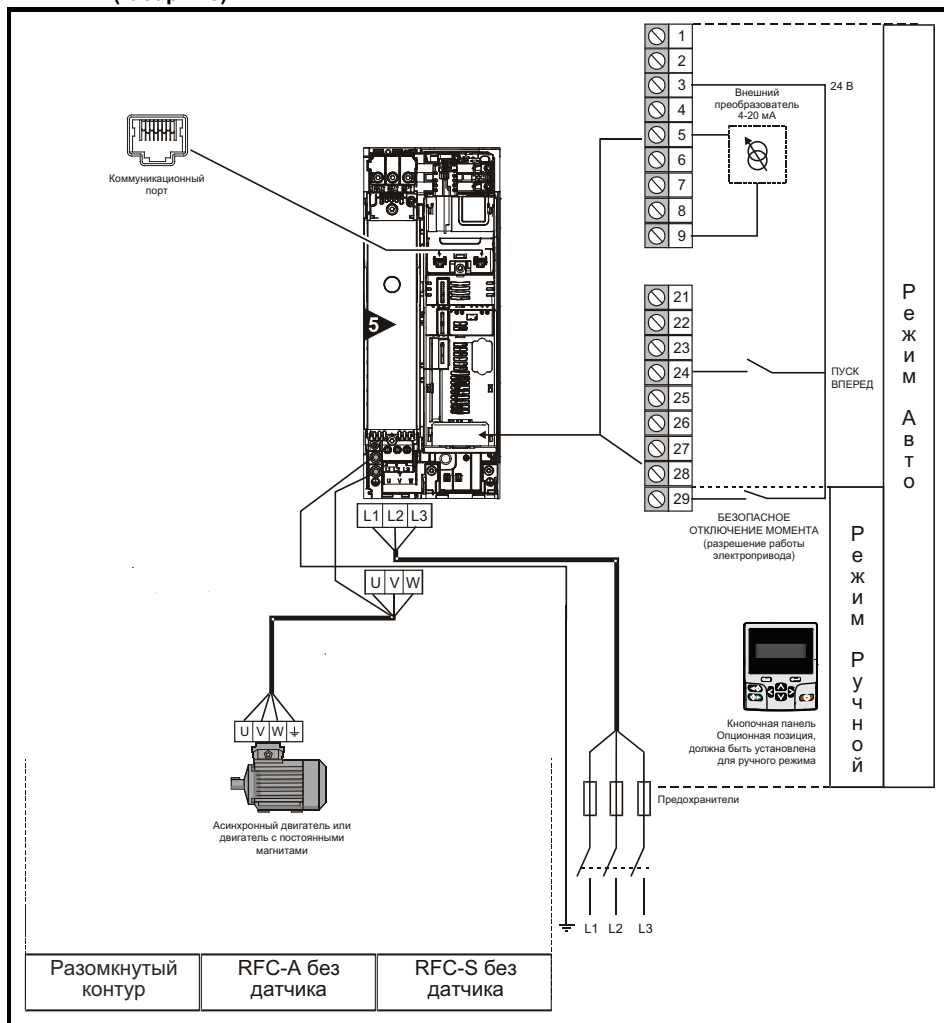 1
2
3
24 В
Внешний
преобразователь
4-20 мА
4
5
6
7
8
9
Коммуникационный
порт
5
21
22
23
24
ПУСК
ВПЕРЕД
25
26
27
28
29
БЕЗОПАСНОЕ
ОТКЛЮЧЕНИЕ МОМЕНТА
(разрешение работы
электропривода)
Режим Авто
Режим Ручной
U V W
L1 L2 L3
U V W
U V W
Кнопочная панель
Опционная позиция,
должна быть установлена
для ручного режима
Предохранители
Асинхронный двигатель или
двигатель с постоянными
магнитами
L1 L2 L3
Разомкнутый
контур
RFC-A без
датчика
RFC-S без
датчика